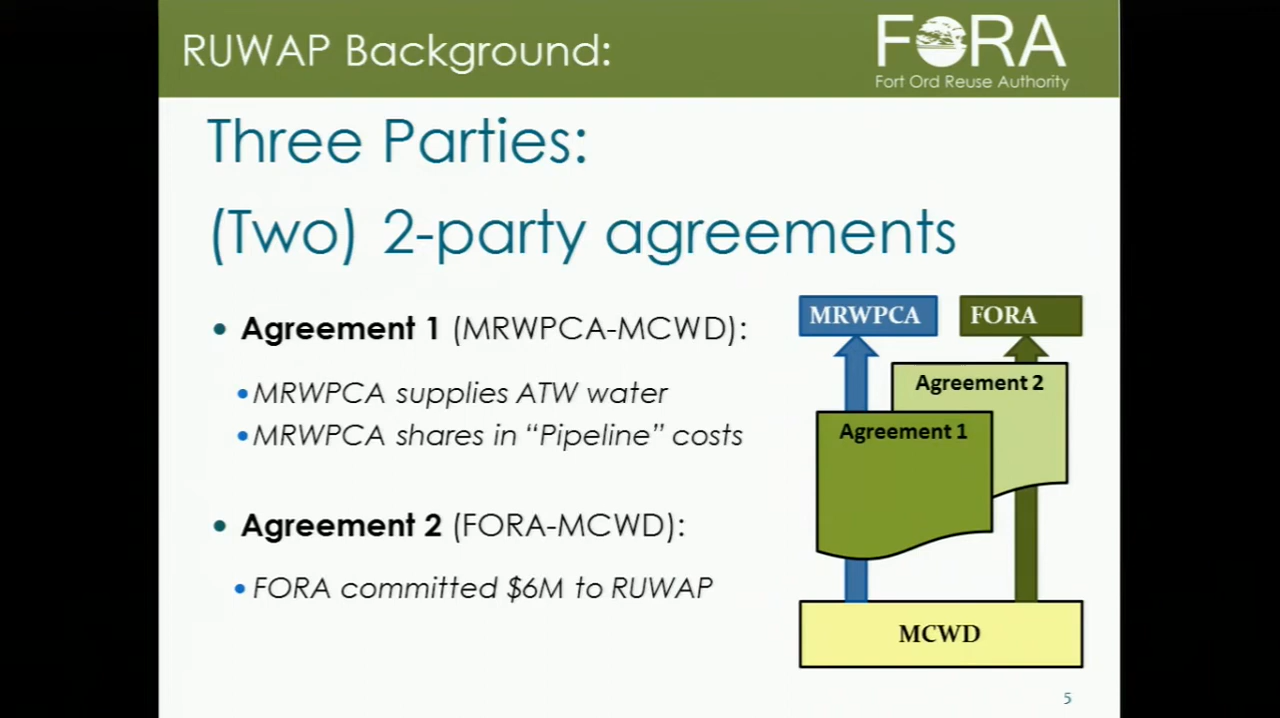 RUWAP Background:
FORA
Fort Ord Reuse Authority
Three Parties:
(Two) 2-party agreements
• Agreement 1 (MRWPCA-MCWD):
• MRWPCA supplies ATW water
• MRWPCA shares in “Pipeline” costs
• Agreement 2 (FORA-MCWD):
• FORA committed $6M to RUWAP
MRWPCA
FORA
Agreement 2
Agreement 1
MCWD
5